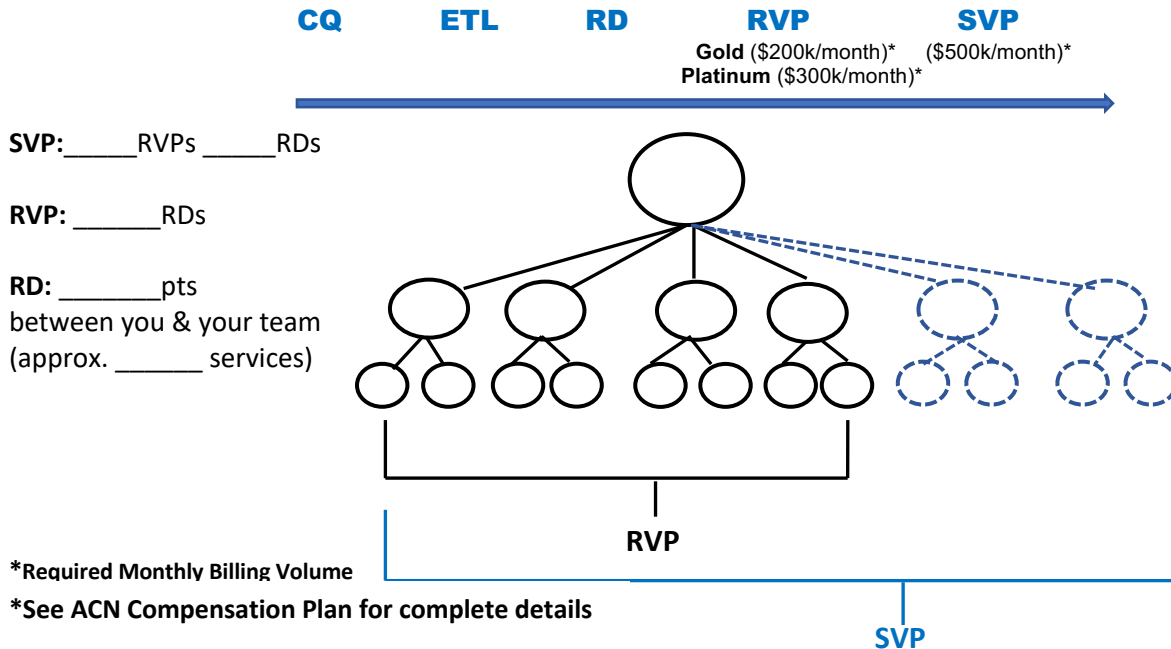 CQ ETL RD RVP SVP
Gold ($200k/month)* ($500k/month)*
Platinum ($300k/month)*
SVP:_____RVPs _____RDs
RVP: ______RDs
RD: _______pts
between you & your team
(approx. ______ services)
RVP
*Required Monthly Billing Volume
*See ACN Compensation Plan for complete details
SVP